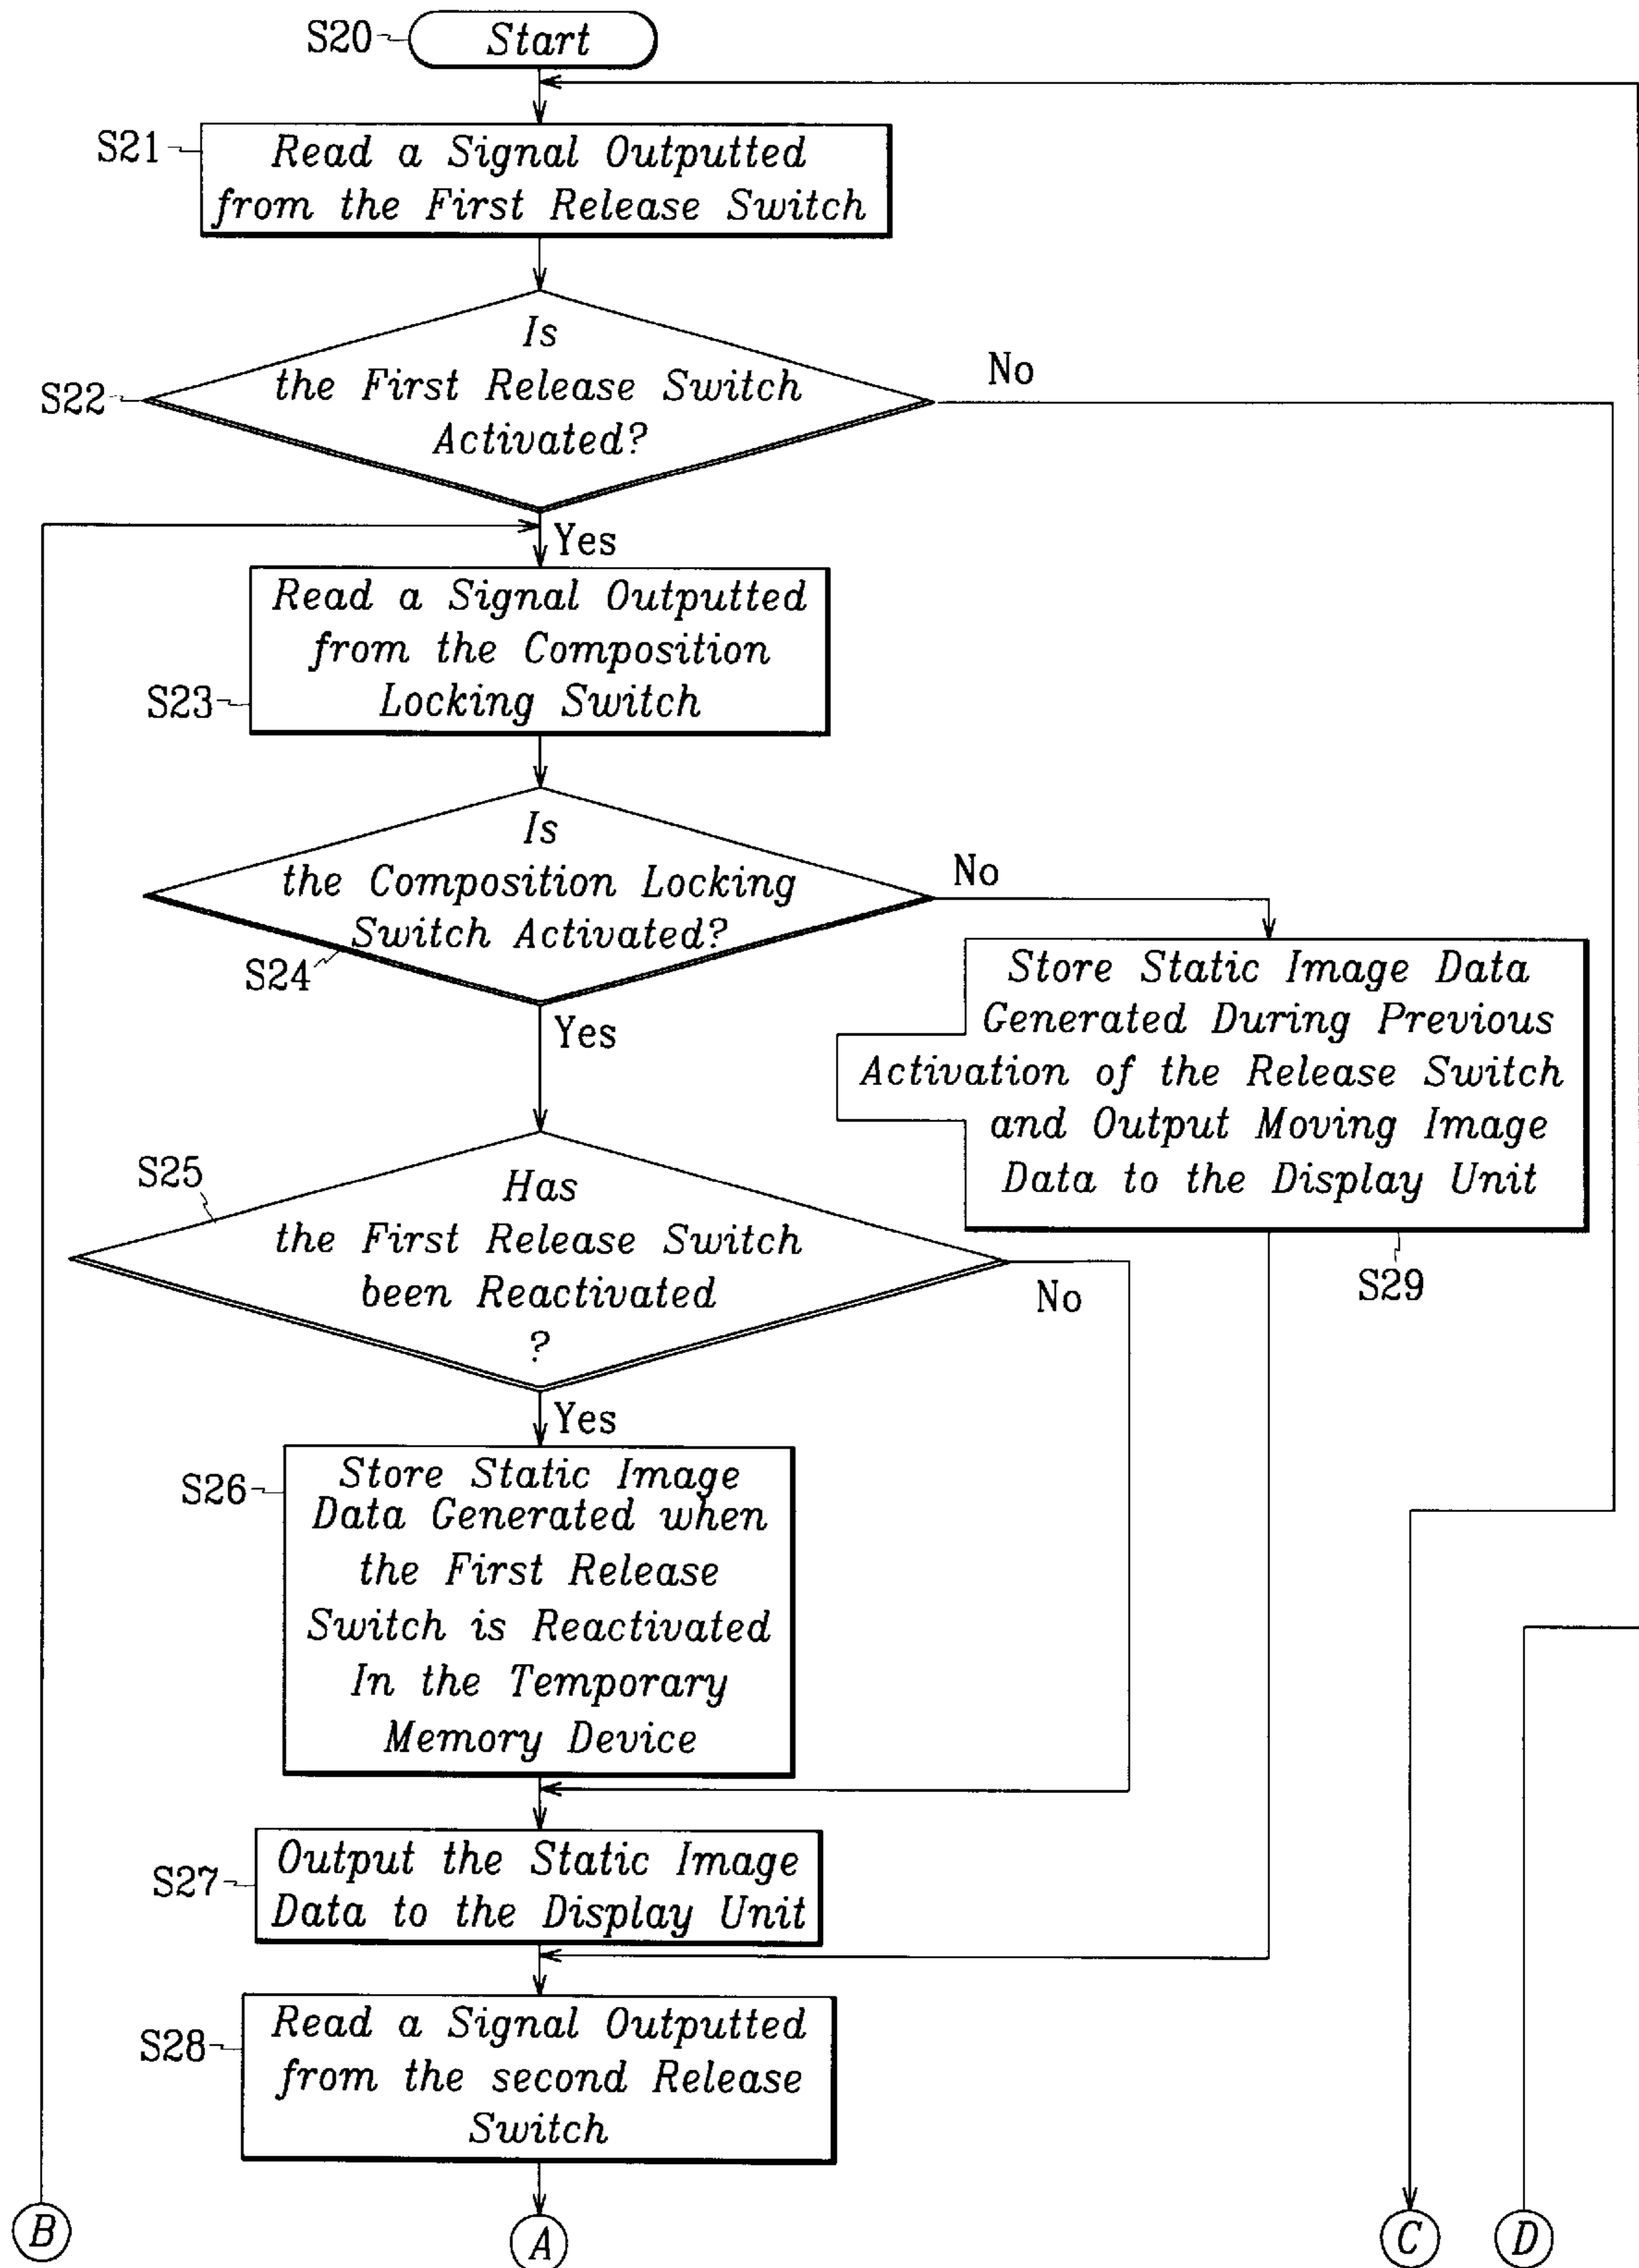 S20
Start
S21
Read a Signal Outputted
from the First Release Switch
S22
Is
the First Release Switch
Activated?
No
Yes
Read a Signal Outputted
from the Composition
Locking Switch
S23
Is
the Composition Locking
Switch Activated?
S24
No
Yes
Store Static Image Data
Generated During Previous
Activation of the Release Switch
and Output Moving Image
Data to the Display Unit
S29
S25
Has
the First Release Switch
been Reactivated
?
No
Yes
S26
Store Static Image
Data Generated when
the First Release
Switch is Reactivated
In the Temporary
Memory Device
S27
Output the Static Image
Data to the Display Unit
S28
Read a Signal Outputted
from the second Release
Switch
B
A
C
D